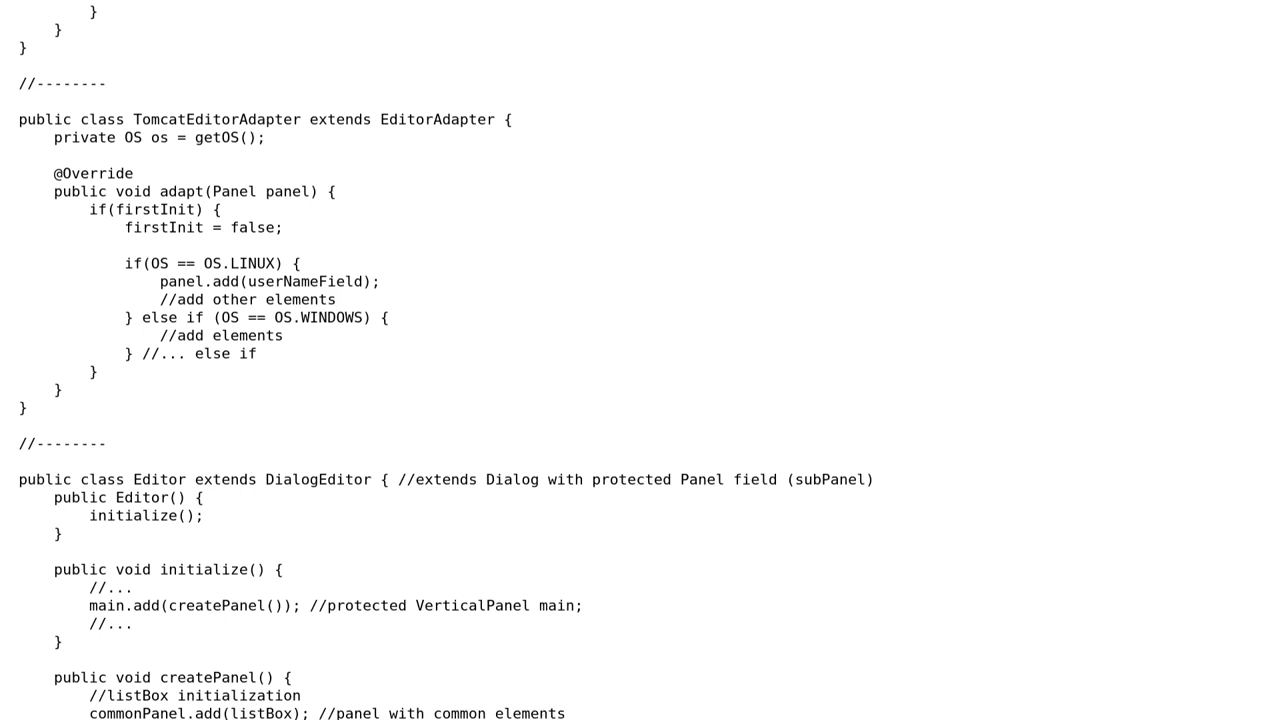 }
    }
}

//--------

public class TomcatEditorAdapter extends EditorAdapter {
    private OS os = getOS();

    @Override
    public void adapt(Panel panel) {
        if(firstInit) {
            firstInit = false;

            if(OS == OS.LINUX) {
                panel.add(userNameField);
                //add other elements
            } else if (OS == OS.WINDOWS) {
                //add elements
            } //... else if
        }
    }
}

//--------

public class Editor extends DialogEditor { //extends Dialog with protected Panel field (subPanel)
    public Editor() {
        initialize();
    }

    public void initialize() {
        //...
        main.add(createPanel()); //protected VerticalPanel main;
        //...
    }

    public void createPanel() {
        //listBox initialization
        commonPanel.add(listBox); //panel with common elements